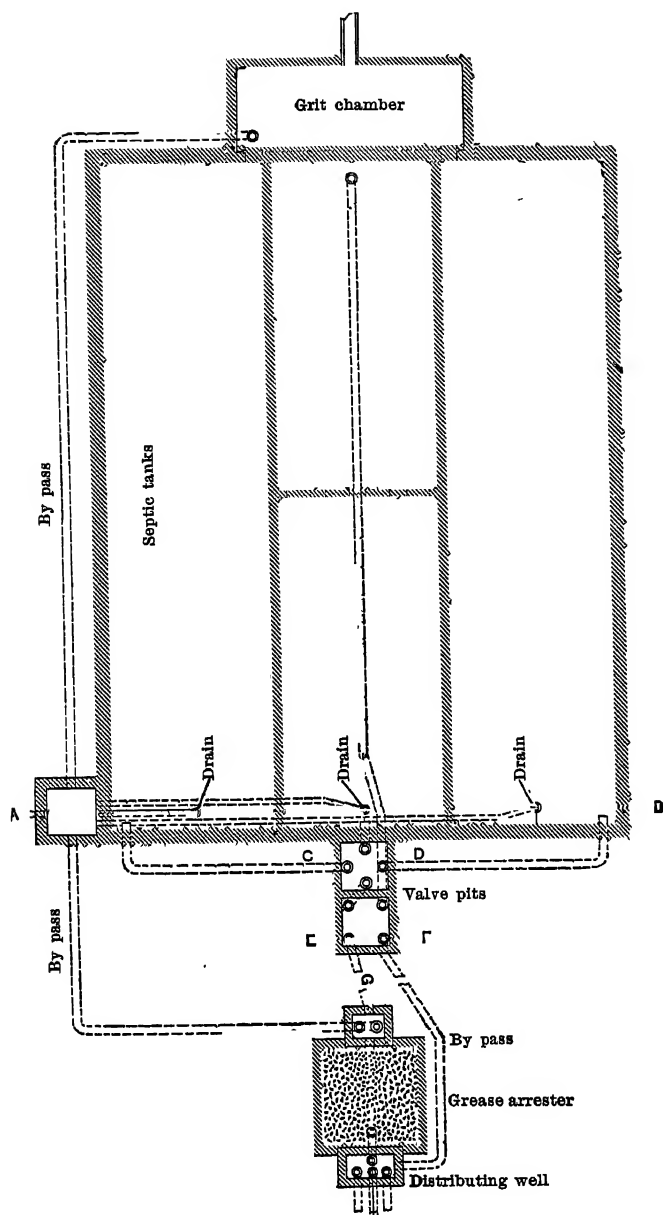 Grit chamber
By pass
Septic tanks
Drain
Drain
Drain
A
C
D
Valve pits
By pass
G
By pass
Grease arrester
Distributing well